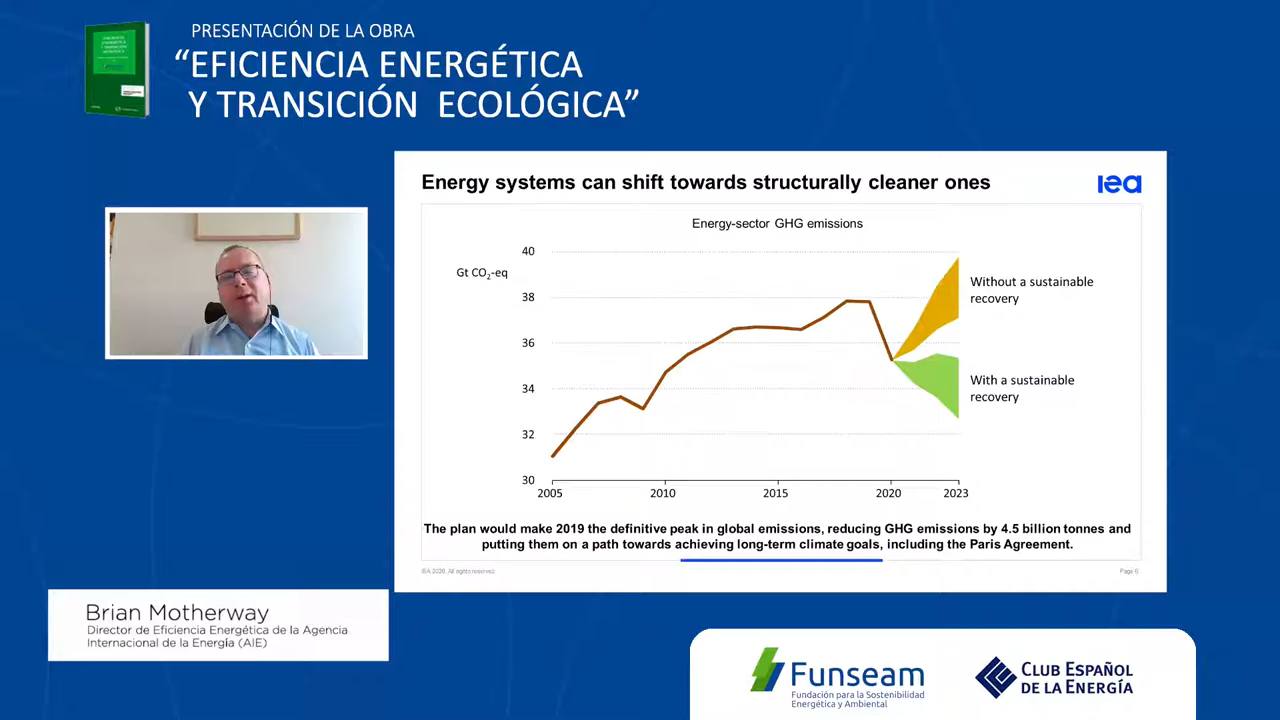 PRESENTACIÓN DE LA OBRA
“EFICIENCIA ENERGÉTICA
Y TRANSICIÓN ECOLÓGICA”
Energy systems can shift towards structurally cleaner ones
iea
Energy-sector GHG emissions
Gt CO₂-eq
40
38
36
34
32
30
2005
2010
2015
2020
2023
Without a sustainable
recovery
With a sustainable
recovery
The plan would make 2019 the definitive peak in global emissions, reducing GHG emissions by 4.5 billion tonnes and
putting them on a path towards achieving long-term climate goals, including the Paris Agreement.
IEA 2020. All rights reserved.
Page 6
Brian Motherway
Director de Eficiencia Energética de la Agencia
Internacional de la Energía (AIE)
Funseam
Fundación para la Sostenibilidad
Energética y Ambiental
CLUB ESPAÑOL
DE LA ENERGÍA